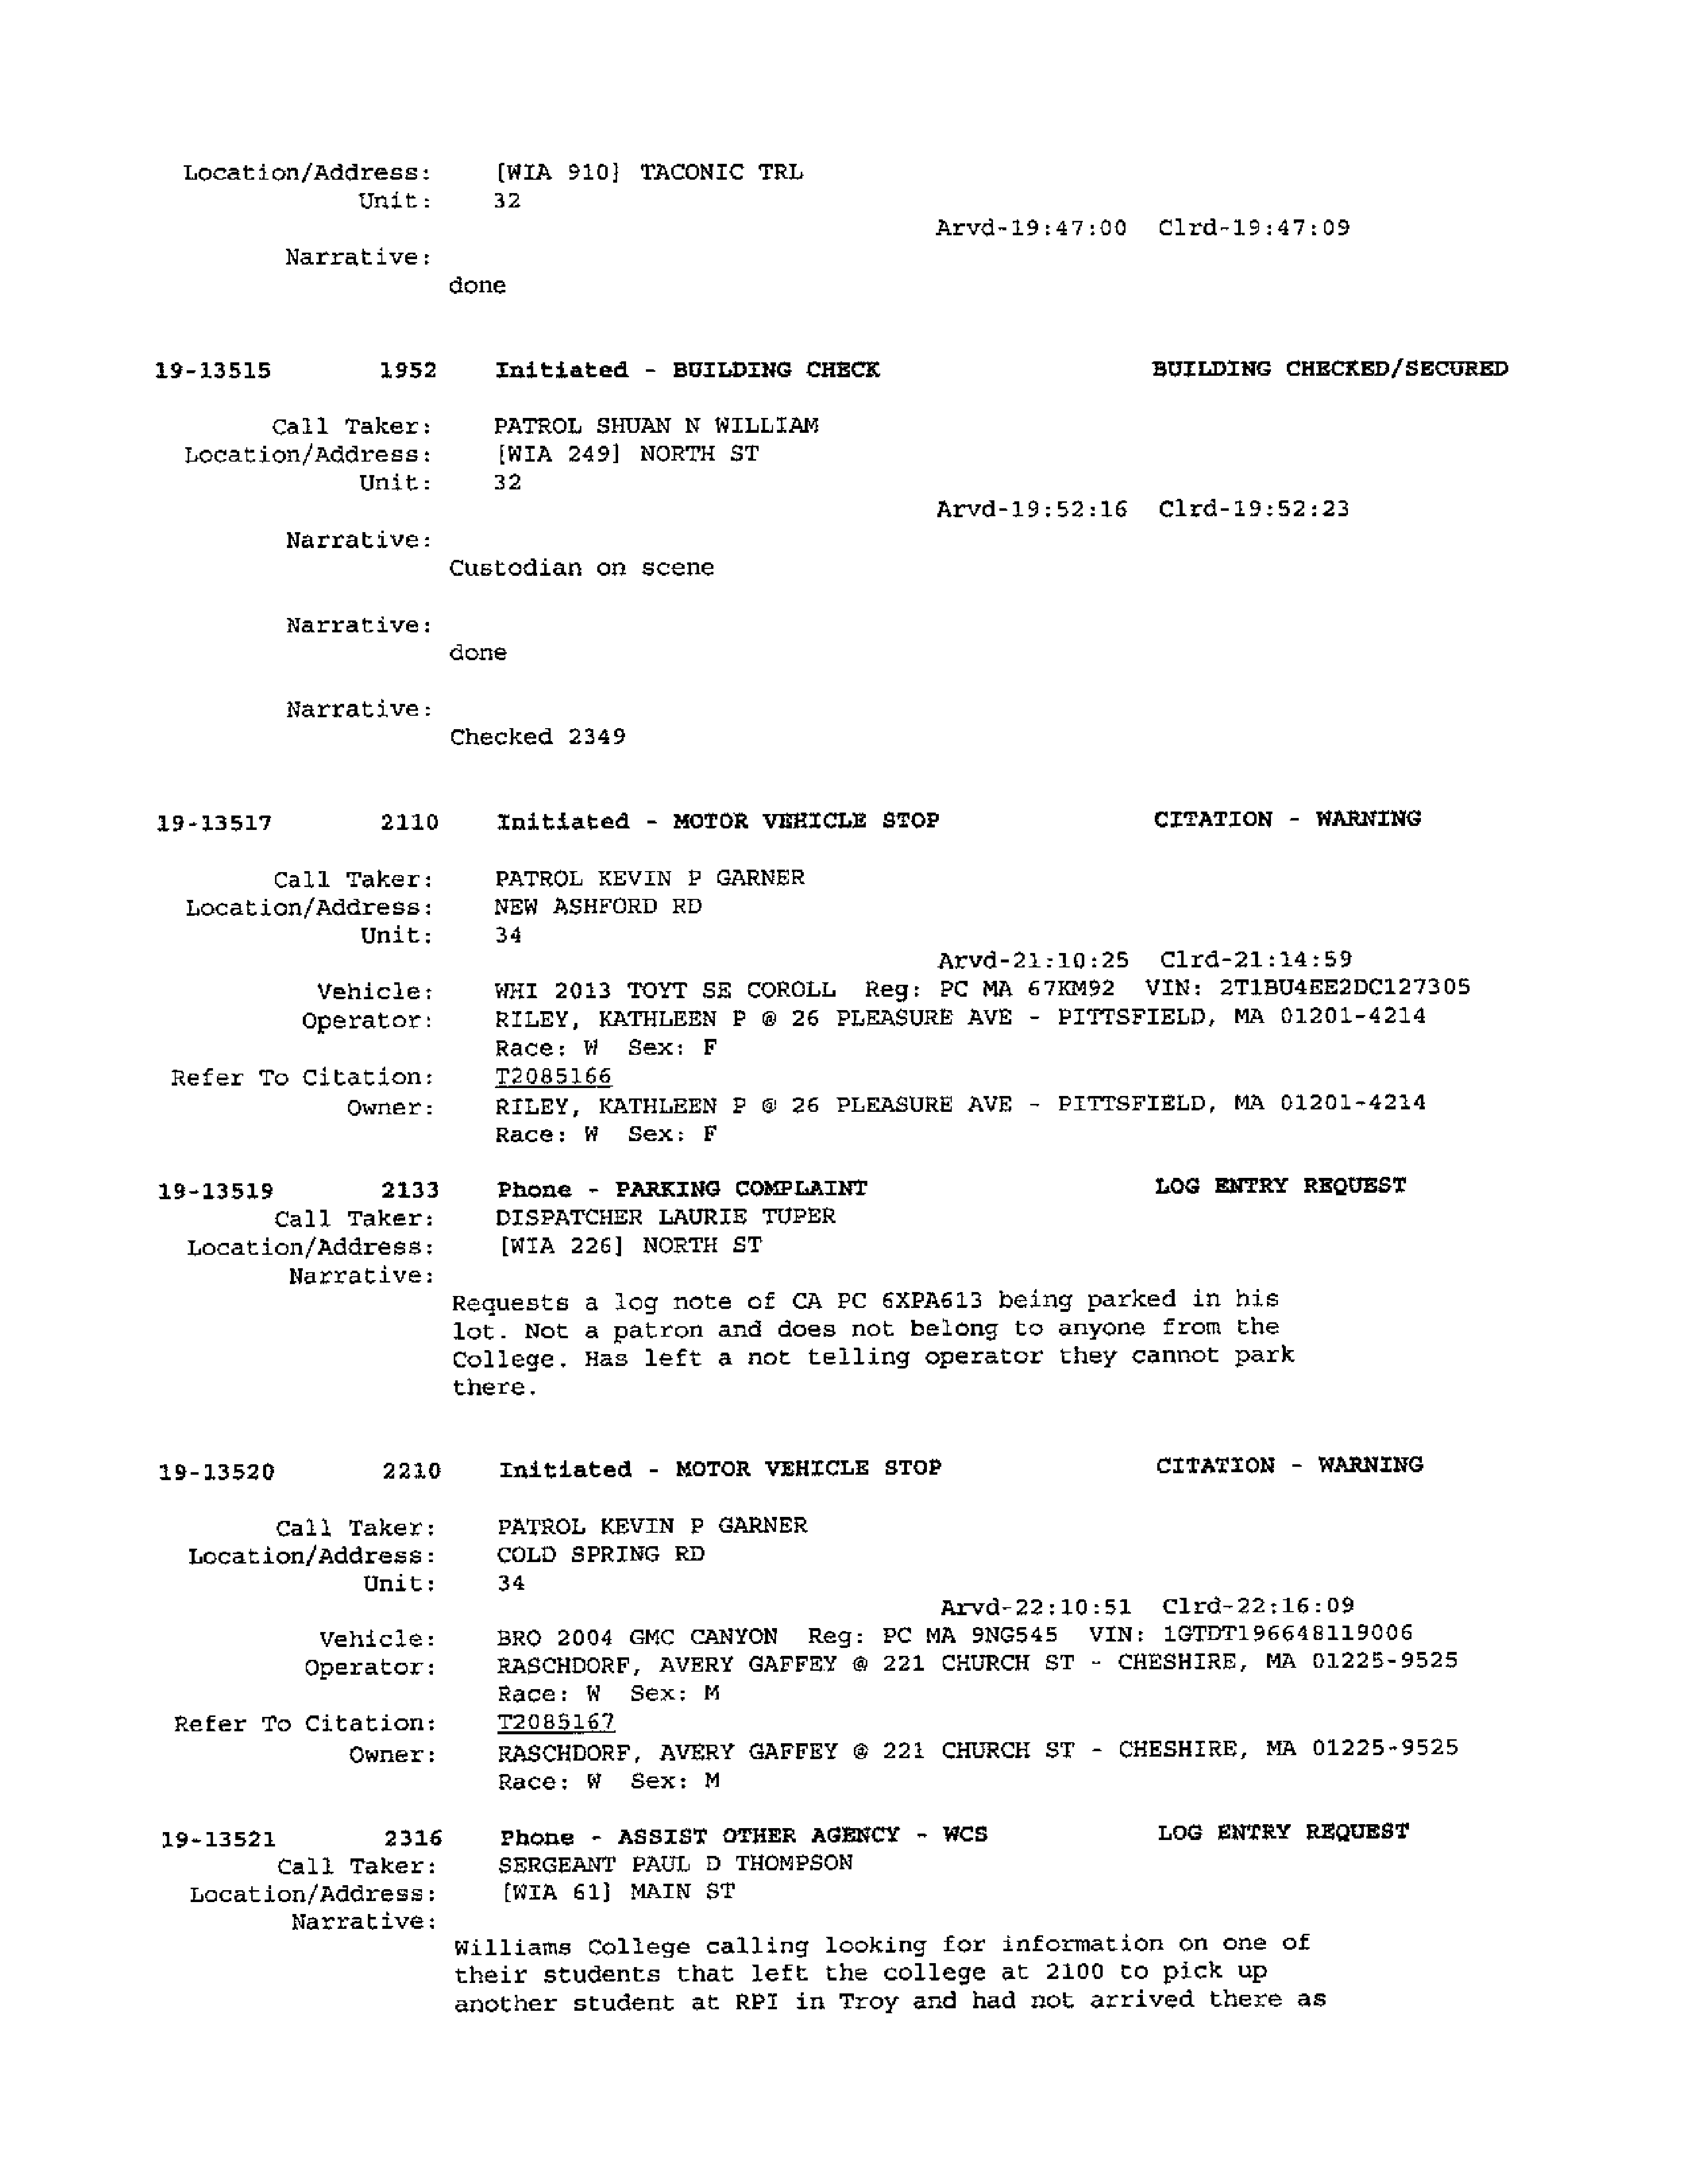 Location/Address: [WIA 910] TACONIC TRL
Unit: 32
Arvd-19:47:00 Clrd-19:47:09
Narrative:
done
19-13515 1952 Initiated - BUILDING CHECK BUILDING CHECKED/SECURED
Call Taker: PATROL SHUAN N WILLIAM
Location/Address: [WIA 249] NORTH ST
Unit: 32
Arvd-19:52:16 Clrd-19:52:23
Narrative:
Custodian on scene
Narrative:
done
Narrative:
Checked 2349
19-13517 2110 Initiated - MOTOR VEHICLE STOP CITATION - WARNING
Call Taker: PATROL KEVIN P GARNER
Location/Address: NEW ASHFORD RD
Unit: 34
Arvd-21:10:25 Clrd-21:14:59
Vehicle: WHI 2013 TOYT SE COROLL Reg: PC MA 67KM92 VIN: 2T1BU4EE2DC127305
Operator: RILEY, KATHLEEN P @ 26 PLEASURE AVE - PITTSFIELD, MA 01201-4214
Race: W Sex: F
Refer To Citation: T2085166
Owner: RILEY, KATHLEEN P @ 26 PLEASURE AVE - PITTSFIELD, MA 01201-4214
Race: W Sex: F
19-13519 2133 Phone - PARKING COMPLAINT LOG ENTRY REQUEST
Call Taker: DISPATCHER LAURIE TUPER
Location/Address: [WIA 226] NORTH ST
Narrative:
Requests a log note of CA PC 6XPA613 being parked in his
lot. Not a patron and does not belong to anyone from the
College. Has left a not telling operator they cannot park
there.
19-13520 2210 Initiated - MOTOR VEHICLE STOP CITATION - WARNING
Call Taker: PATROL KEVIN P GARNER
Location/Address: COLD SPRING RD
Unit: 34
Arvd-22:10:51 Clrd-22:16:09
Vehicle: BRO 2004 GMC CANYON Reg: PC MA 9NG545 VIN: 1GTDT196648119006
Operator: RASCHDORF, AVERY GAFFEY @ 221 CHURCH ST - CHESHIRE, MA 01225-9525
Race: W Sex: M
Refer To Citation: T2085167
Owner: RASCHDORF, AVERY GAFFEY @ 221 CHURCH ST - CHESHIRE, MA 01225-9525
Race: W Sex: M
19-13521 2316 Phone - ASSIST OTHER AGENCY - WCS LOG ENTRY REQUEST
Call Taker: SERGEANT PAUL D THOMPSON
Location/Address: [WIA 61] MAIN ST
Narrative:
Williams College calling looking for information on one of
their students that left the college at 2100 to pick up
another student at RPI in Troy and had not arrived there as